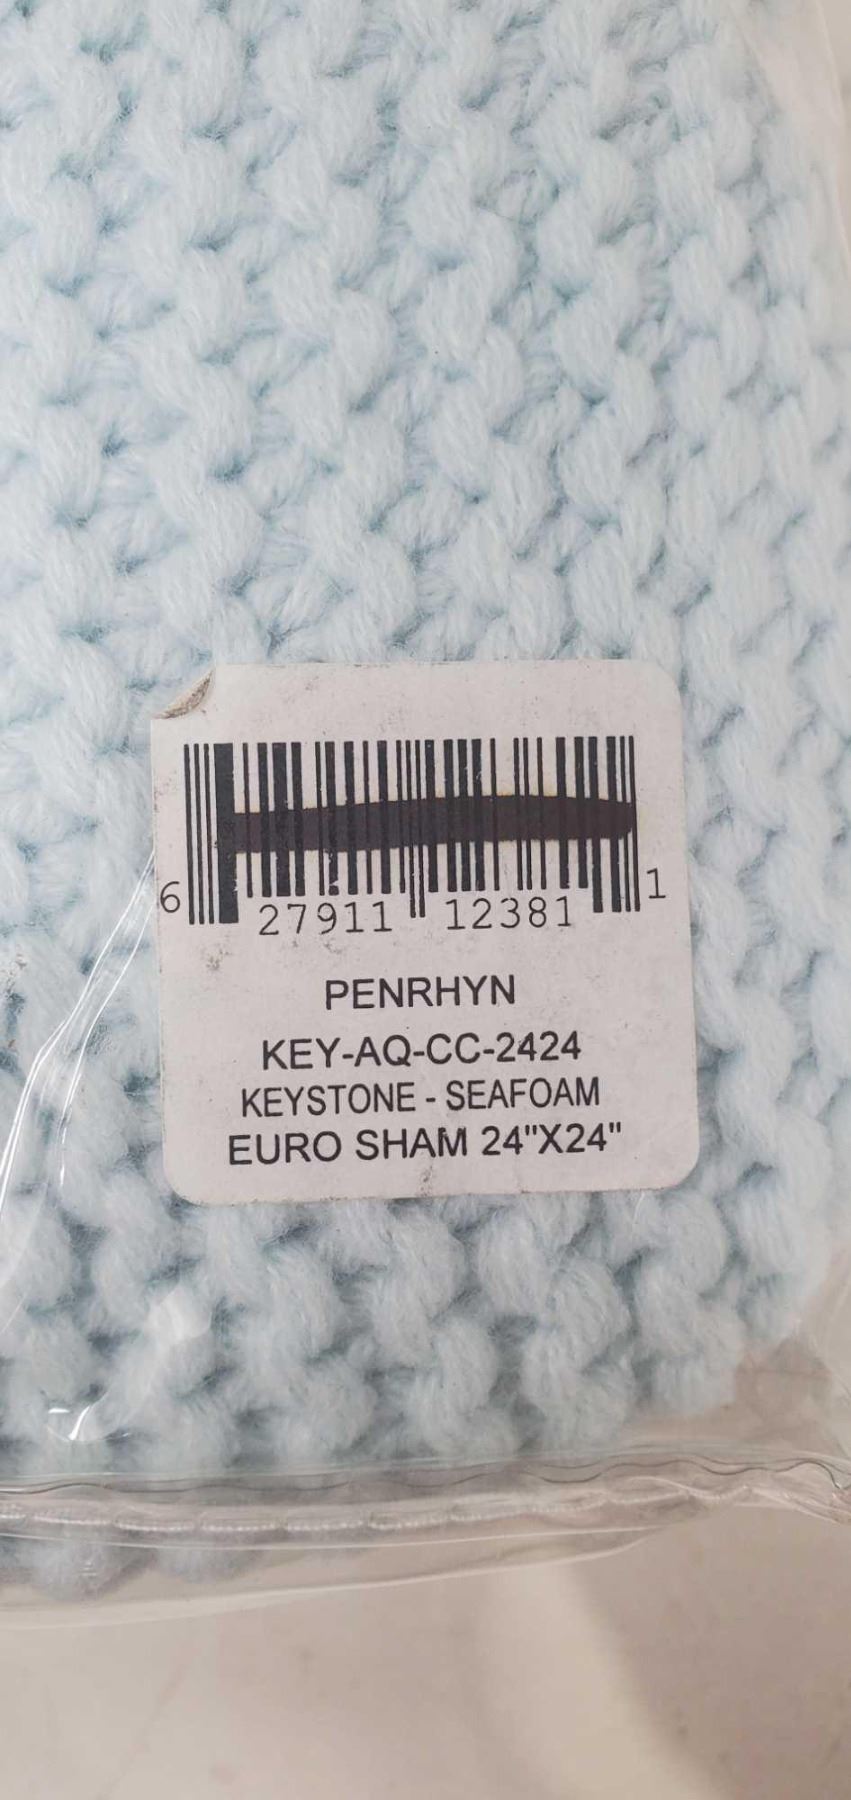 6 27911 12381 1
PENRHYN
KEY-AQ-CC-2424
KEYSTONE - SEAFOAM
EURO SHAM 24"X24"